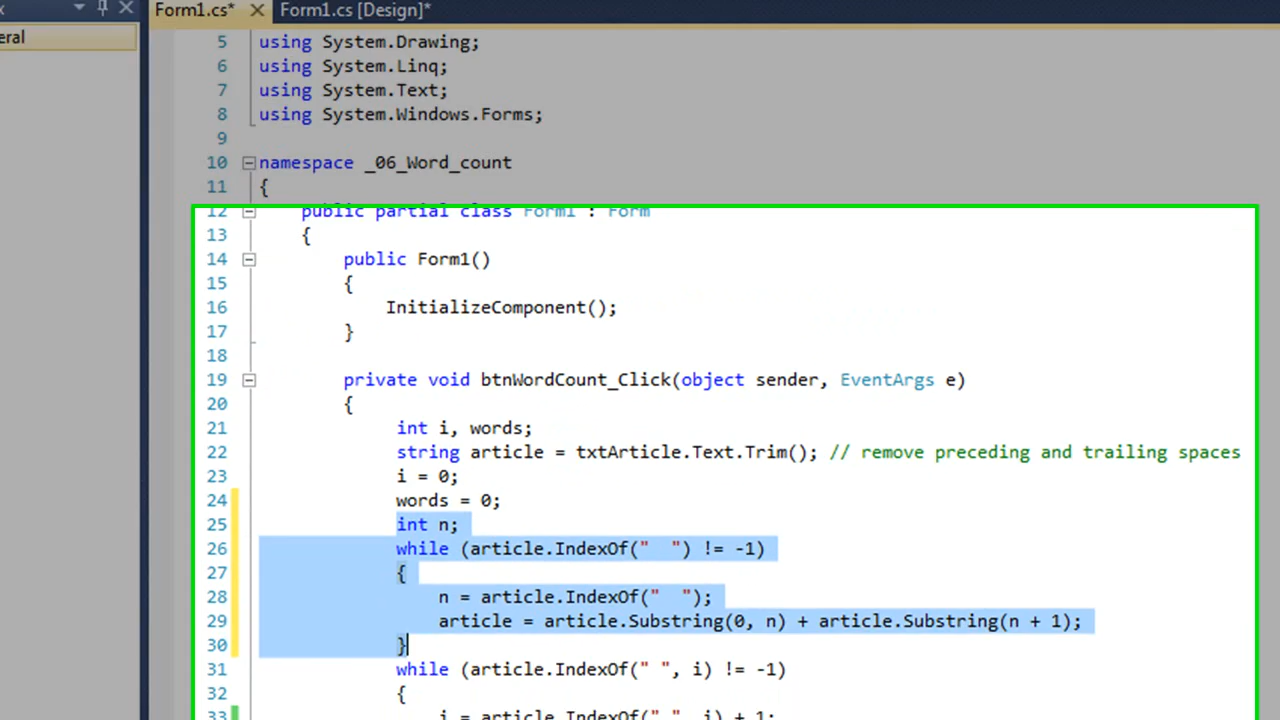 x
Form1.cs* Form1.cs [Design]*
eral
5 using System.Drawing;
6 using System.Linq;
7 using System.Text;
8 using System.Windows.Forms;
9
10 namespace _06_Word_count
11 {
12 public partial class Form1 : Form
13 {
14 public Form1()
15 {
16 InitializeComponent();
17 }
18
19 private void btnWordCount_Click(object sender, EventArgs e)
20 {
21 int i, words;
22 string article = txtArticle.Text.Trim(); // remove preceding and trailing spaces
23 i = 0;
24 words = 0;
25 int n;
26 while (article.IndexOf("  ") != -1)
27 {
28 n = article.IndexOf("  ");
29 article = article.Substring(0, n) + article.Substring(n + 1);
30 }
31 while (article.IndexOf(" ", i) != -1)
32 {
33 i = article.IndexOf(" ", i) + 1;